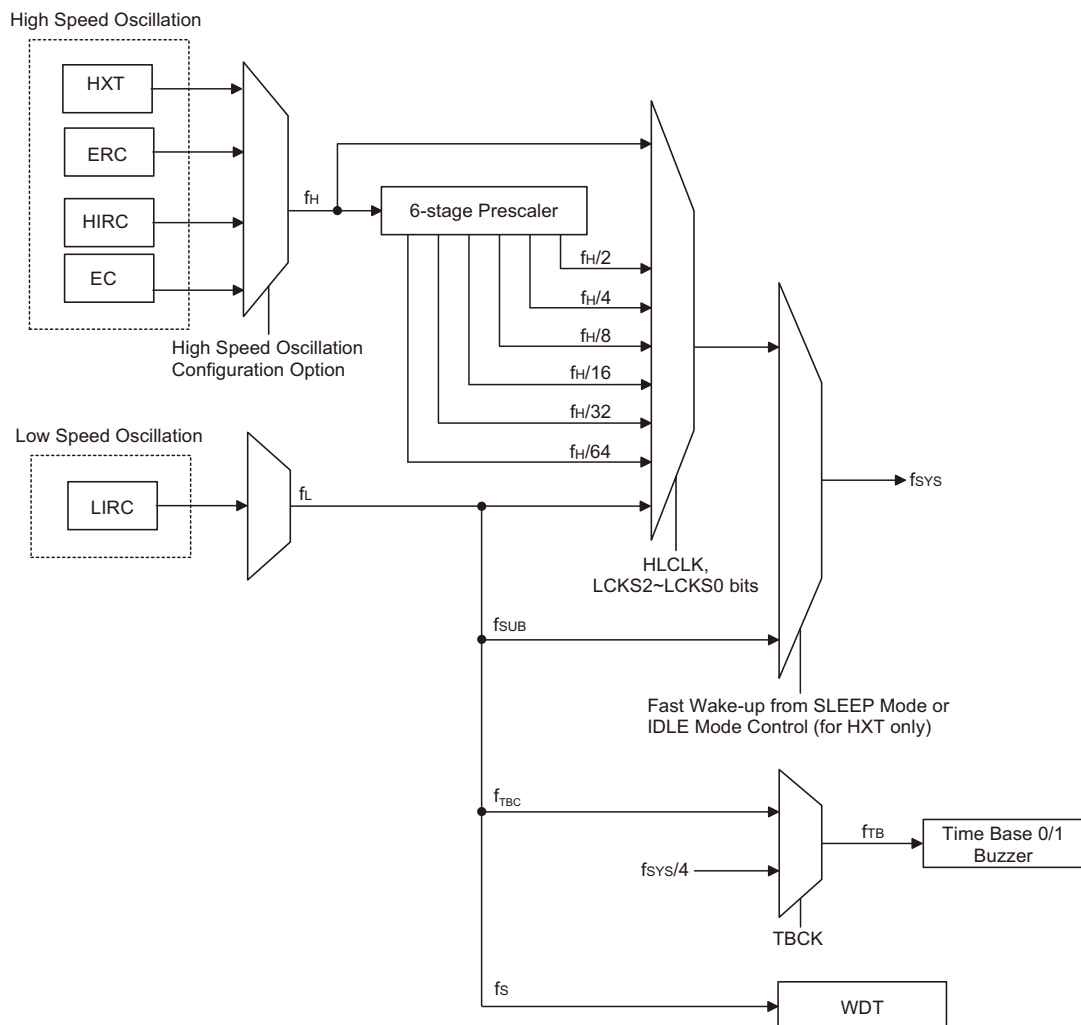 High Speed Oscillation
HXT
ERC
HIRC
EC
fH
6-stage Prescaler
fH/2
fH/4
fH/8
fH/16
fH/32
fH/64
High Speed Oscillation
Configuration Option
Low Speed Oscillation
LIRC
fL
HLCLK,
LCKS2~LCKS0 bits
fSYS
fSUB
Fast Wake-up from SLEEP Mode or
IDLE Mode Control (for HXT only)
fTBC
fSYS/4
TBCK
fTB
Time Base 0/1
Buzzer
fS
WDT